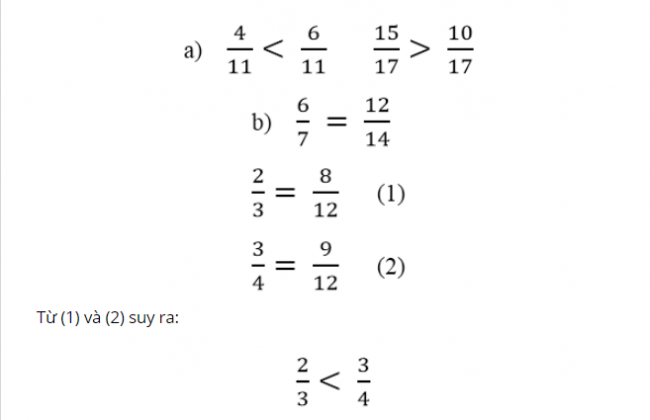 a) 4/11 < 6/11 15/17 > 10/17
b) 6/7 = 12/14
2/3 = 8/12 (1)
3/4 = 9/12 (2)
Từ (1) và (2) suy ra:
2/3 < 3/4